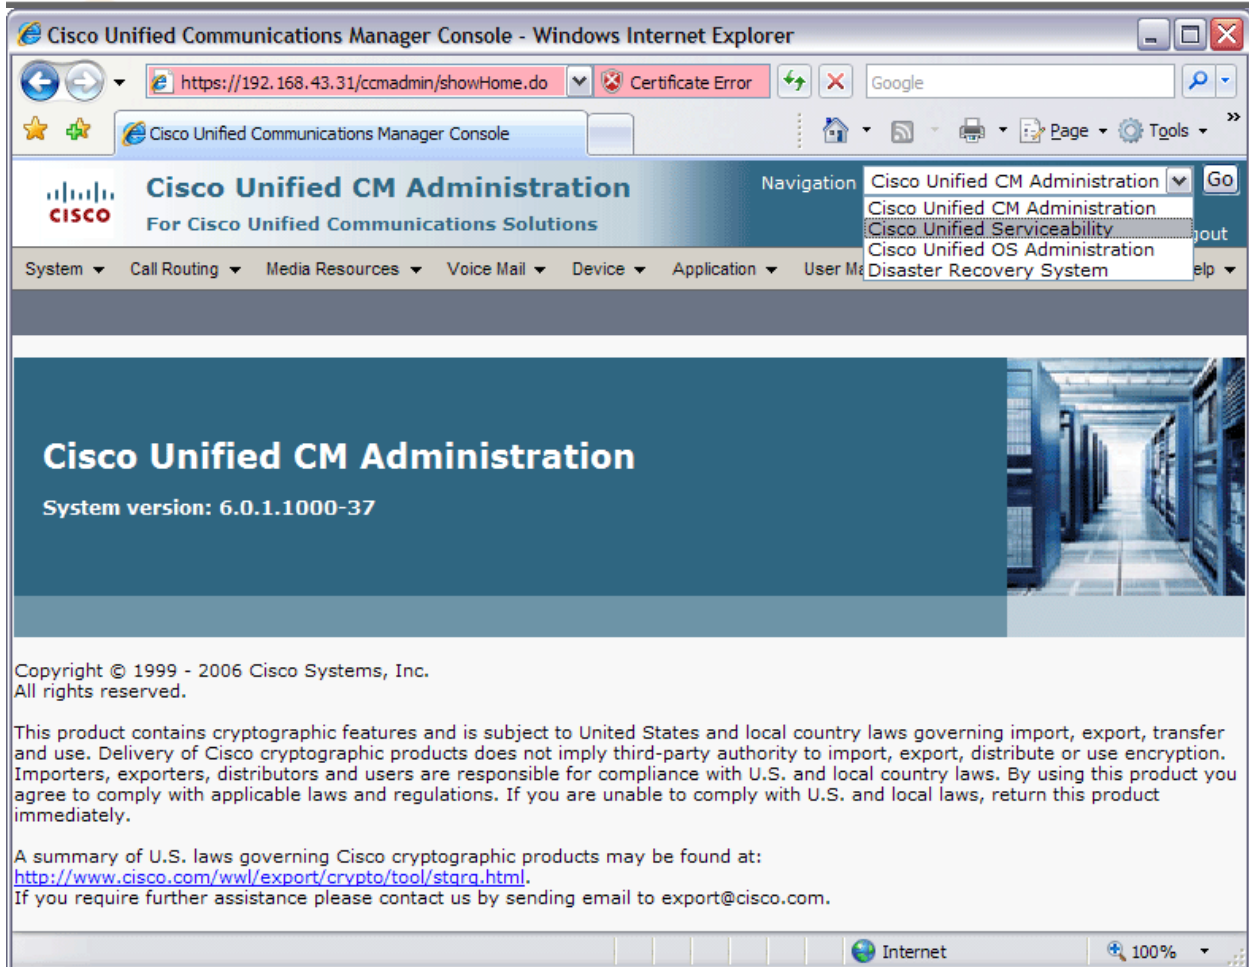 Cisco Unified Communications Manager Console - Windows Internet Explorer
https://192.168.43.31/ccmadmin/showHome.do Certificate Error Google
Cisco Unified Communications Manager Console Page Tools »
CISCO Cisco Unified CM Administration Navigation Cisco Unified CM Administration Go
For Cisco Unified Communications Solutions
Cisco Unified CM Administration
Cisco Unified Serviceability
Cisco Unified OS Administration
Disaster Recovery System
System Call Routing Media Resources Voice Mail Device Application User Ma elp
gout
Cisco Unified CM Administration
System version: 6.0.1.1000-37
Copyright © 1999 - 2006 Cisco Systems, Inc.
All rights reserved.
This product contains cryptographic features and is subject to United States and local country laws governing import, export, transfer
and use. Delivery of Cisco cryptographic products does not imply third-party authority to import, export, distribute or use encryption.
Importers, exporters, distributors and users are responsible for compliance with U.S. and local country laws. By using this product you
agree to comply with applicable laws and regulations. If you are unable to comply with U.S. and local laws, return this product
immediately.
A summary of U.S. laws governing Cisco cryptographic products may be found at:
http://www.cisco.com/wwl/export/crypto/tool/stqrg.html.
If you require further assistance please contact us by sending email to export@cisco.com.
Internet 100%